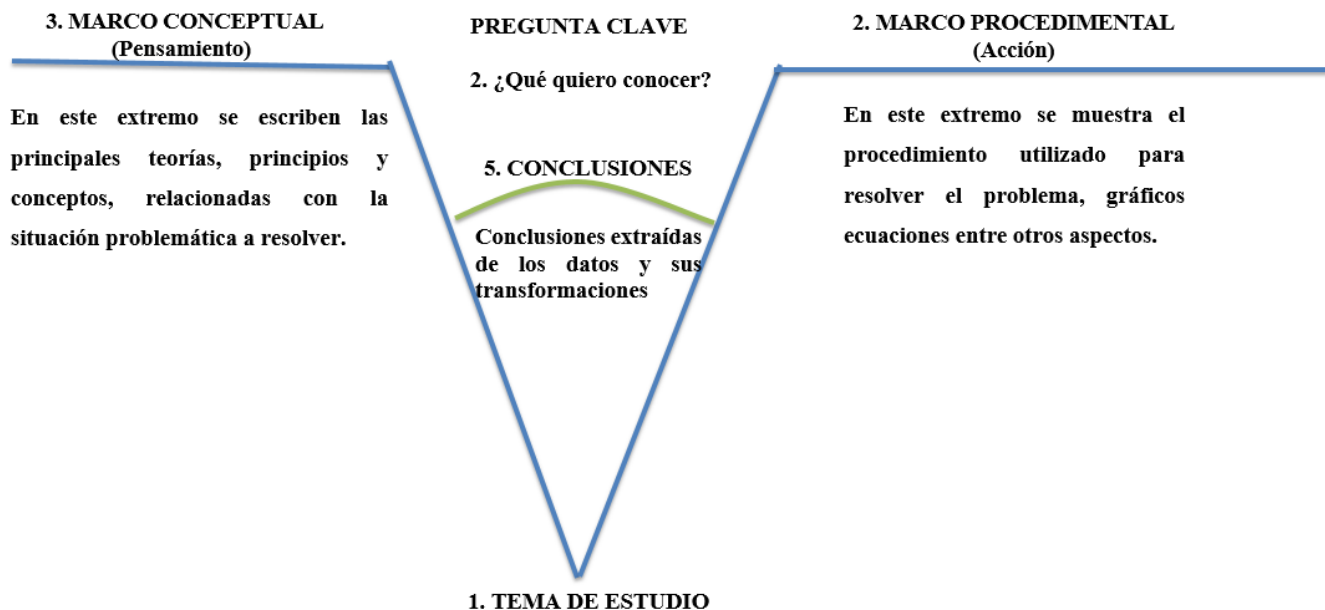 3. MARCO CONCEPTUAL
(Pensamiento)
En este extremo se escriben las
principales teorías, principios y
conceptos, relacionadas con la
situación problemática a resolver.
PREGUNTA CLAVE
2. ¿Qué quiero conocer?
5. CONCLUSIONES
Conclusiones extraídas
de los datos y sus
transformaciones
2. MARCO PROCEDIMENTAL
(Acción)
En este extremo se muestra el
procedimiento utilizado para
resolver el problema, gráficos
ecuaciones entre otros aspectos.
1. TEMA DE ESTUDIO